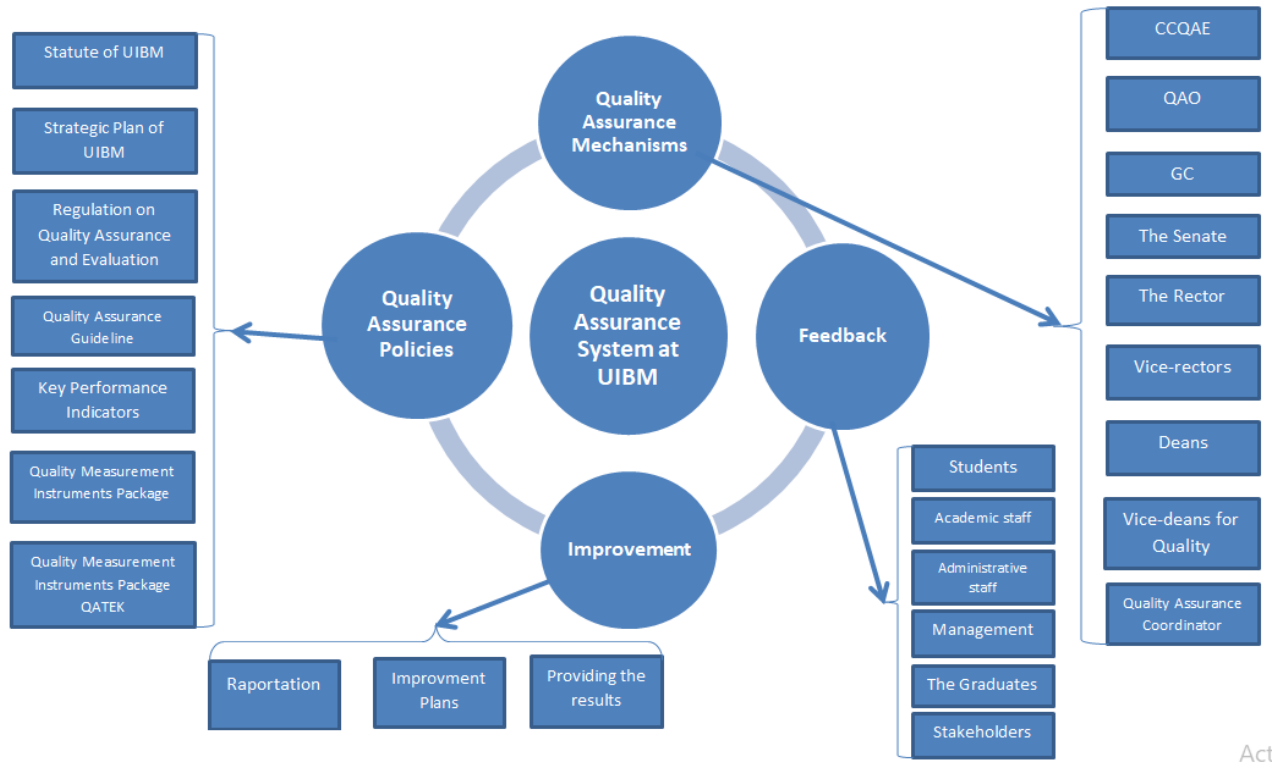 Statute of UIBM
Strategic Plan of
UIBM
Regulation on
Quality Assurance
and Evaluation
Quality Assurance
Guideline
Key Performance
Indicators
Quality Measurement
Instruments Package
Quality Measurement
Instruments Package
QATEK
Quality
Assurance
Mechanisms
Quality
Assurance
Policies
Quality
Assurance
System at
UIBM
Feedback
Improvement
Raportation
Improvment
Plans
Providing the
results
Students
Academic staff
Administrative
staff
Management
The Graduates
Stakeholders
CCQAE
QAO
GC
The Senate
The Rector
Vice-rectors
Deans
Vice-deans for
Quality
Quality Assurance
Coordinator
Act